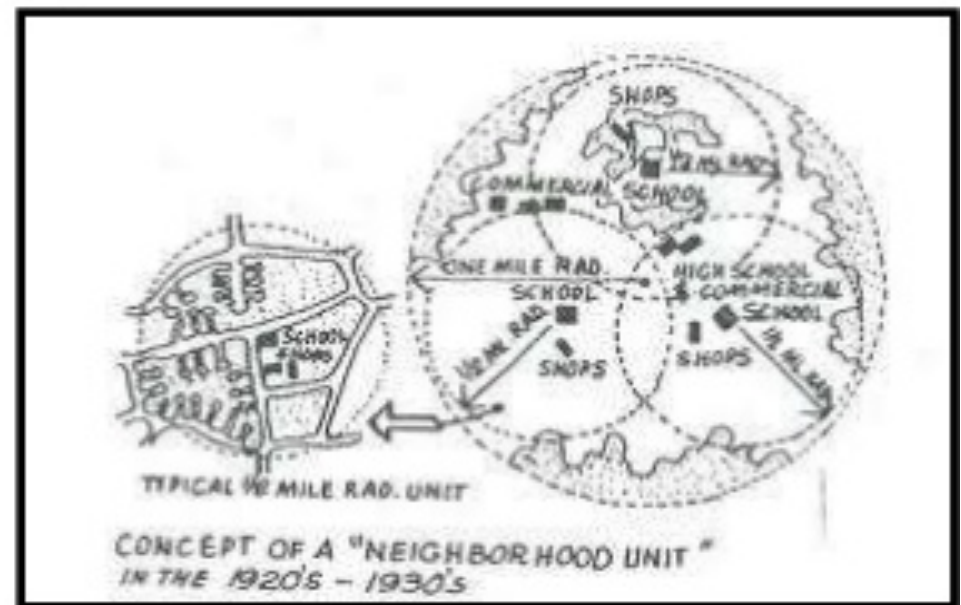 SHOPS
1/2 MI. RAD.
COMMERCIAL
SCHOOL
ONE MILE RAD.
HIGH SCHOOL
& COMMERCIAL
SCHOOL
SCHOOL
1/2 MI. RAD.
SHOPS
SHOPS
1/2 MI. RAD.
SCHOOL
SHOPS
TYPICAL 1/2 MILE RAD. UNIT
CONCEPT OF A "NEIGHBORHOOD UNIT"
IN THE 1920'S - 1930'S